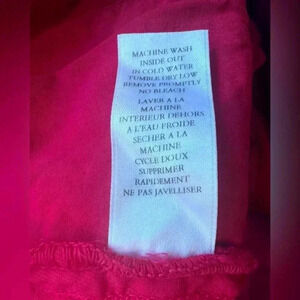 MACHINE WASH
INSIDE OUT
IN COLD WATER
TUMBLE DRY LOW
REMOVE PROMPTLY
NO BLEACH
LAVER A LA
MACHINE
INTERIEUR DEHORS
A L'EAU FROIDE
SECHER A LA
MACHINE
CYCLE DOUX
SUPPRIMER
RAPIDEMENT
NE PAS JAVELLISER